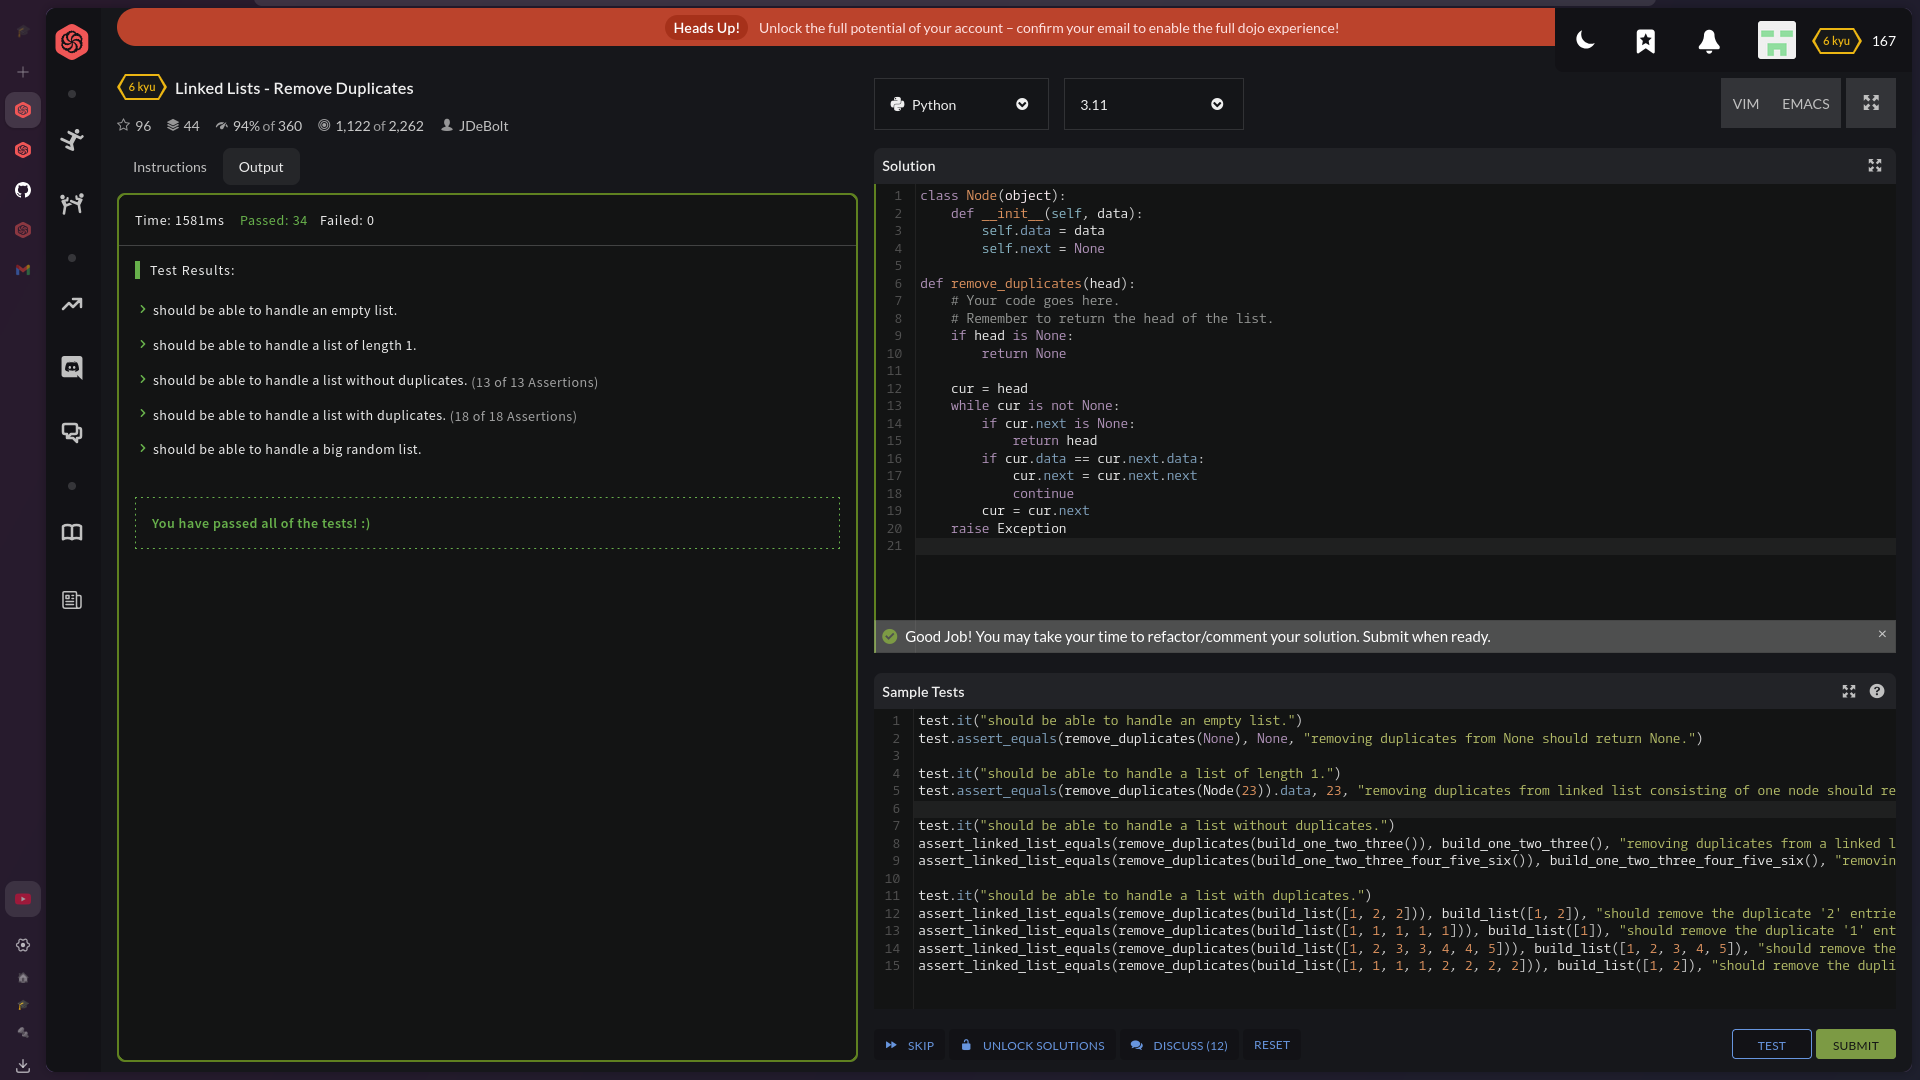 Heads Up! Unlock the full potential of your account – confirm your email to enable the full dojo experience!
6 kyu 167
6 kyu Linked Lists - Remove Duplicates
96 44 94% of 360 1,122 of 2,262 JDeBolt
Python 3.11 VIM EMACS
Instructions Output
Time: 1581ms Passed: 34 Failed: 0
Test Results:
should be able to handle an empty list.
should be able to handle a list of length 1.
should be able to handle a list without duplicates. (13 of 13 Assertions)
should be able to handle a list with duplicates. (18 of 18 Assertions)
should be able to handle a big random list.
You have passed all of the tests! :)
Solution
1 class Node(object):
2     def __init__(self, data):
3         self.data = data
4         self.next = None
5
6 def remove_duplicates(head):
7     # Your code goes here.
8     # Remember to return the head of the list.
9     if head is None:
10         return None
11
12     cur = head
13     while cur is not None:
14         if cur.next is None:
15             return head
16         if cur.data == cur.next.data:
17             cur.next = cur.next.next
18             continue
19         cur = cur.next
20     raise Exception
21
Good Job! You may take your time to refactor/comment your solution. Submit when ready.
Sample Tests
1 test.it("should be able to handle an empty list.")
2 test.assert_equals(remove_duplicates(None), None, "removing duplicates from None should return None.")
3
4 test.it("should be able to handle a list of length 1.")
5 test.assert_equals(remove_duplicates(Node(23)).data, 23, "removing duplicates from linked list consisting of one node should re
6
7 test.it("should be able to handle a list without duplicates.")
8 assert_linked_list_equals(remove_duplicates(build_one_two_three()), build_one_two_three(), "removing duplicates from a linked l
9 assert_linked_list_equals(remove_duplicates(build_one_two_three_four_five_six()), build_one_two_three_four_five_six(), "removin
10
11 test.it("should be able to handle a list with duplicates.")
12 assert_linked_list_equals(remove_duplicates(build_list([1, 2, 2])), build_list([1, 2]), "should remove the duplicate '2' entrie
13 assert_linked_list_equals(remove_duplicates(build_list([1, 1, 1, 1, 1])), build_list([1]), "should remove the duplicate '1' ent
14 assert_linked_list_equals(remove_duplicates(build_list([1, 2, 3, 3, 4, 4, 5])), build_list([1, 2, 3, 4, 5]), "should remove the
15 assert_linked_list_equals(remove_duplicates(build_list([1, 1, 1, 1, 2, 2, 2, 2])), build_list([1, 2]), "should remove the dupli
SKIP UNLOCK SOLUTIONS DISCUSS (12) RESET TEST SUBMIT